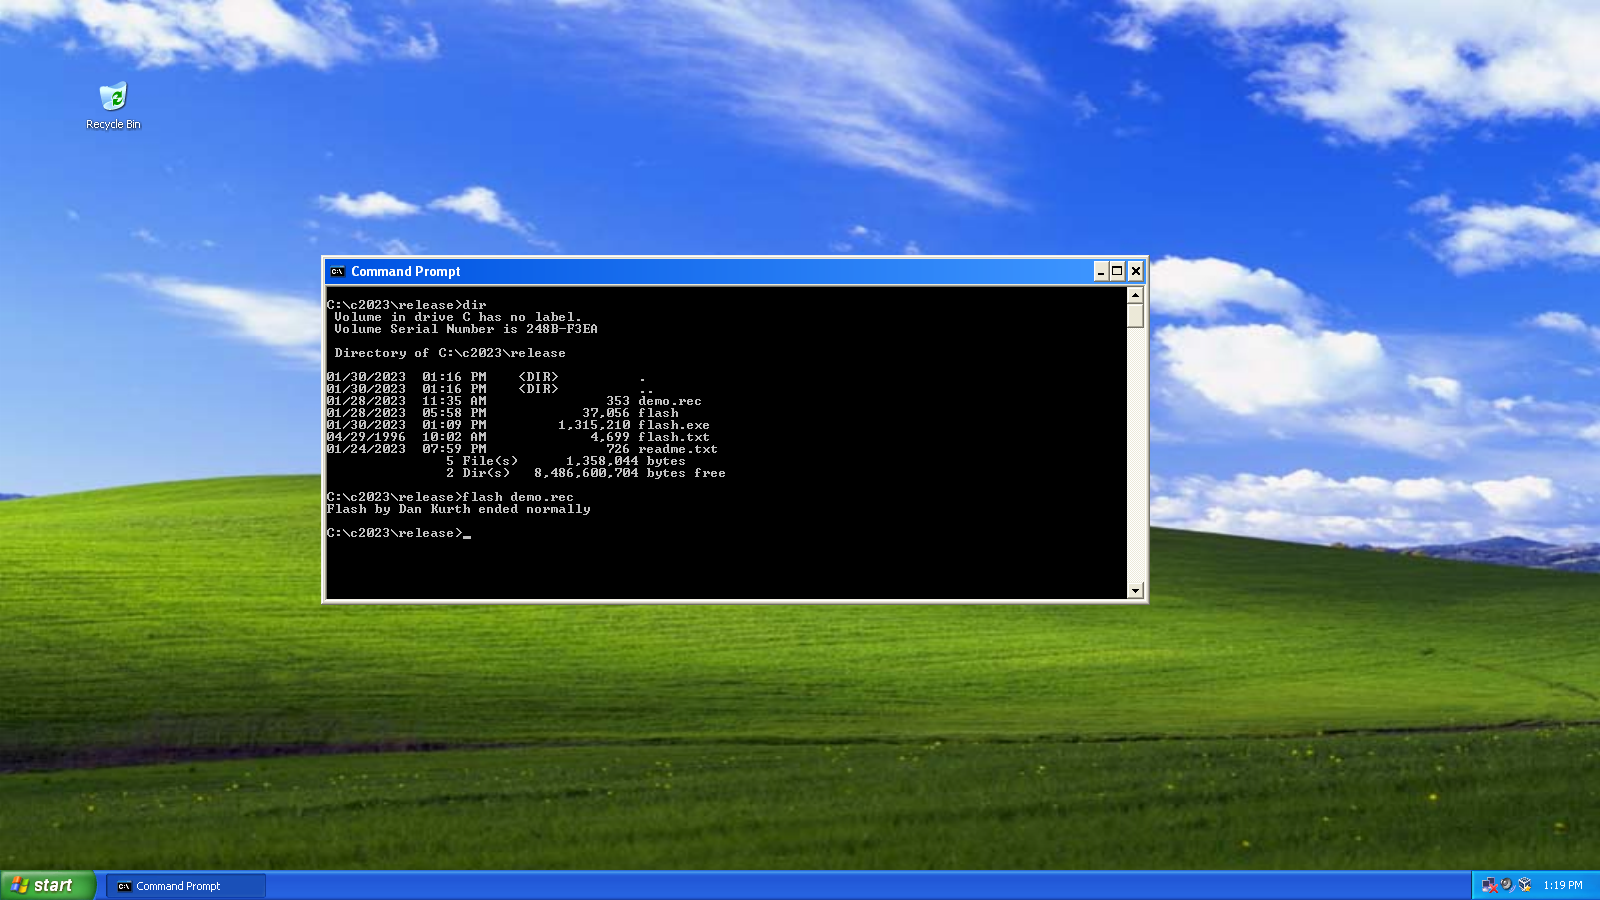 Recycle Bin
Command Prompt
C:\c2023\release>dir
Volume in drive C has no label.
Volume Serial Number is 248B-F3EA
Directory of C:\c2023\release
01/30/2023 01:16 PM <DIR> .
01/30/2023 01:16 PM <DIR> ..
01/28/2023 11:35 AM 353 demo.rec
01/28/2023 05:58 PM 37,056 flash
01/30/2023 01:09 PM 1,315,210 flash.exe
04/29/1996 10:02 AM 4,699 flash.txt
01/24/2023 07:59 PM 726 readme.txt
5 File(s) 1,358,044 bytes
2 Dir(s) 8,486,600,704 bytes free
C:\c2023\release>flash demo.rec
Flash by Dan Kurth ended normally
C:\c2023\release>_
start
Command Prompt
1:19 PM